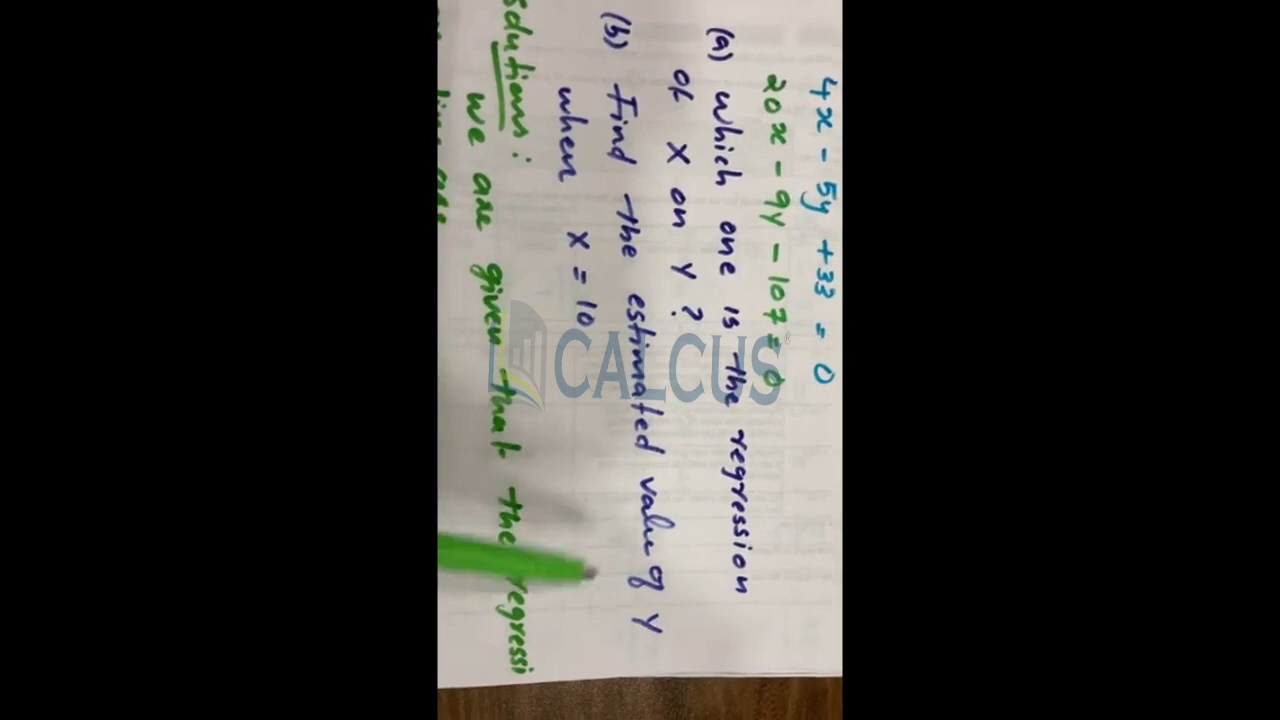 4x - 5y + 33 = 0
20x - 9y - 107 = 0
(a) which one is the regression
of X on Y?
(b) Find the estimated value of Y
when X = 10
solutions:
we are given that the regressi
CALCUS®